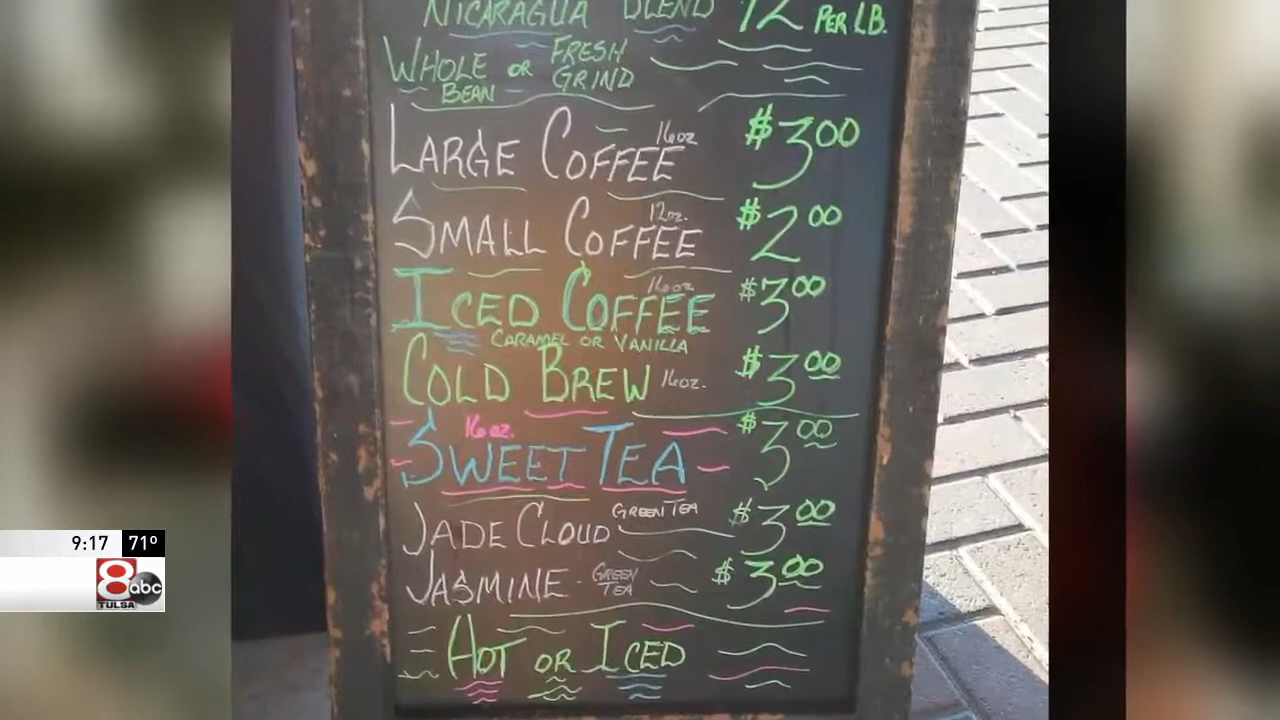 NICARAGUA BLEND 12 PER LB.
WHOLE BEAN OR FRESH GRIND
LARGE COFFEE 16oz $3.00
SMALL COFFEE 12oz. $2.00
ICED COFFEE 16oz $3.00
CARAMEL OR VANILLA
COLD BREW 16oz. $3.00
16oz.
SWEET TEA $3.00
JADE CLOUD GREEN TEA $3.00
JASMINE - GREEN TEA $3.00
HOT OR ICED
9:17 71°
8 abc
TULSA